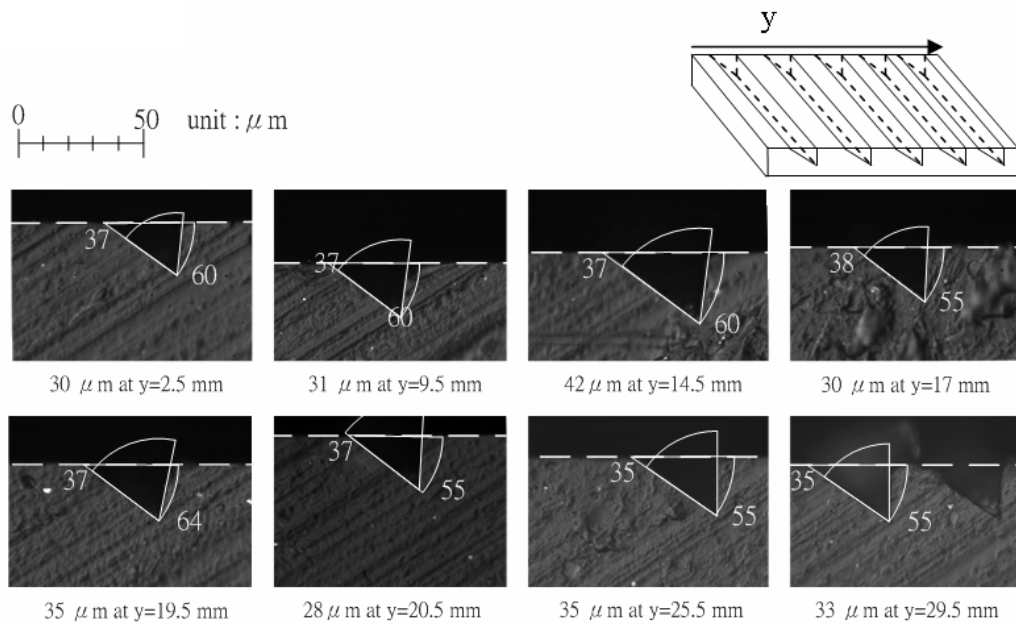 y
0 50 unit : μ m
37 60
37 60
37 60
38 55
30 μ m at y=2.5 mm
31 μ m at y=9.5 mm
42 μ m at y=14.5 mm
30 μ m at y=17 mm
37 64
37 55
35 55
35 55
35 μ m at y=19.5 mm
28 μ m at y=20.5 mm
35 μ m at y=25.5 mm
33 μ m at y=29.5 mm